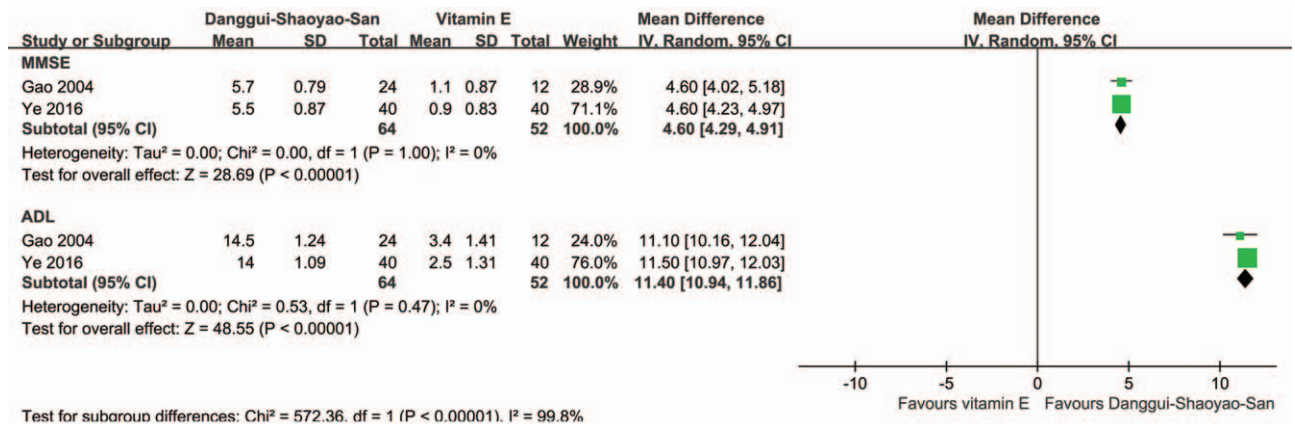 Danggui-Shaoyao-San Vitamin E Mean Difference Mean Difference
Study or Subgroup Mean SD Total Mean SD Total Weight IV, Random, 95% CI IV, Random, 95% CI
MMSE
Gao 2004 5.7 0.79 24 1.1 0.87 12 28.9% 4.60 [4.02, 5.18]
Ye 2016 5.5 0.87 40 0.9 0.83 40 71.1% 4.60 [4.23, 4.97]
Subtotal (95% CI) 64 52 100.0% 4.60 [4.29, 4.91]
Heterogeneity: Tau² = 0.00; Chi² = 0.00, df = 1 (P = 1.00); I² = 0%
Test for overall effect: Z = 28.69 (P < 0.00001)
ADL
Gao 2004 14.5 1.24 24 3.4 1.41 12 24.0% 11.10 [10.16, 12.04]
Ye 2016 14 1.09 40 2.5 1.31 40 76.0% 11.50 [10.97, 12.03]
Subtotal (95% CI) 64 52 100.0% 11.40 [10.94, 11.86]
Heterogeneity: Tau² = 0.00; Chi² = 0.53, df = 1 (P = 0.47); I² = 0%
Test for overall effect: Z = 48.55 (P < 0.00001)
-10 -5 0 5 10
Favours vitamin E Favours Danggui-Shaoyao-San
Test for subgroup differences: Chi² = 572.36, df = 1 (P < 0.00001), I² = 99.8%